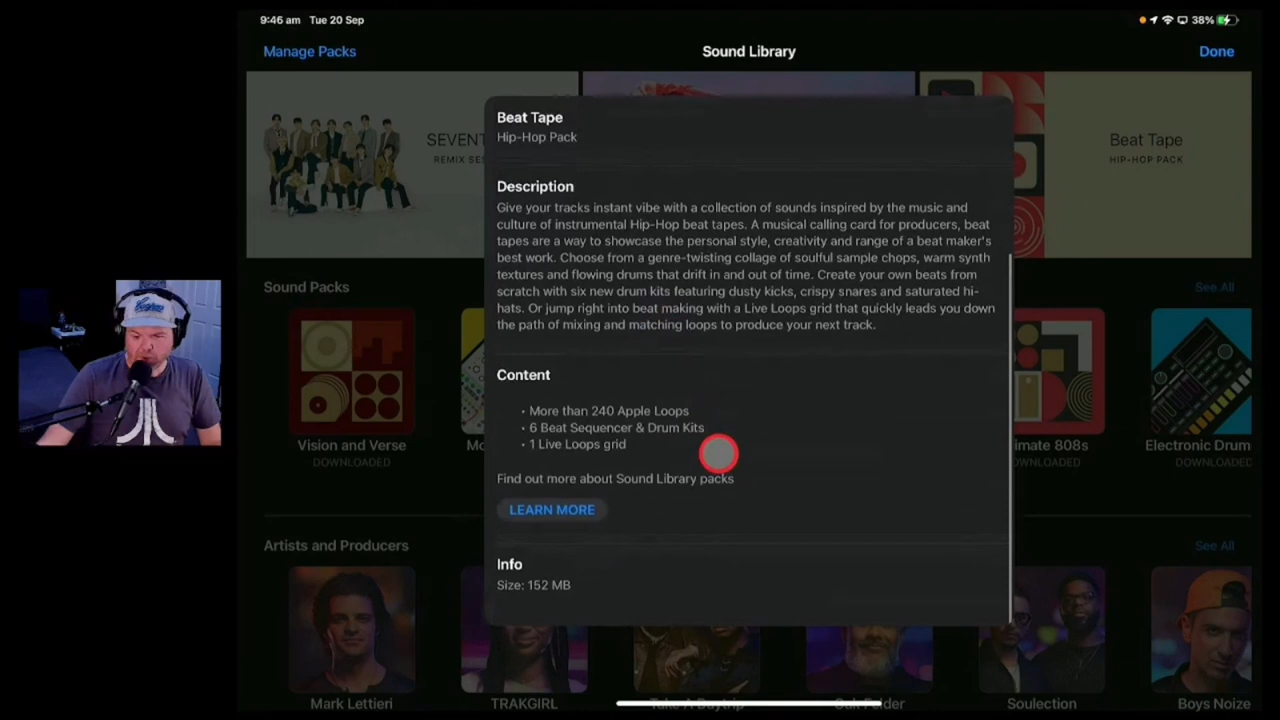 9:46 am Tue 20 Sep
38%
Manage Packs
Sound Library
Done
SEVENT
REMIX SE
Beat Tape
HIP-HOP PACK
Beat Tape
Hip-Hop Pack
Description
Give your tracks instant vibe with a collection of sounds inspired by the music and
culture of instrumental Hip-Hop beat tapes. A musical calling card for producers, beat
tapes are a way to showcase the personal style, creativity and range of a beat maker's
best work. Choose from a genre-twisting collage of soulful sample chops, warm synth
textures and flowing drums that drift in and out of time. Create your own beats from
scratch with six new drum kits featuring dusty kicks, crispy snares and saturated hi-
hats. Or jump right into beat making with a Live Loops grid that quickly leads you down
the path of mixing and matching loops to produce your next track.
Content
• More than 240 Apple Loops
• 6 Beat Sequencer & Drum Kits
• 1 Live Loops grid
Find out more about Sound Library packs
LEARN MORE
Info
Size: 152 MB
Sound Packs
See All
Vision and Verse
DOWNLOADED
Mo
imate 808s
OWNLOADED
Electronic Drum
DOWNLOADED
Artists and Producers
See All
Mark Lettieri
TRAKGIRL
Take A Daytrip
Oak Felder
Soulection
Boys Noize